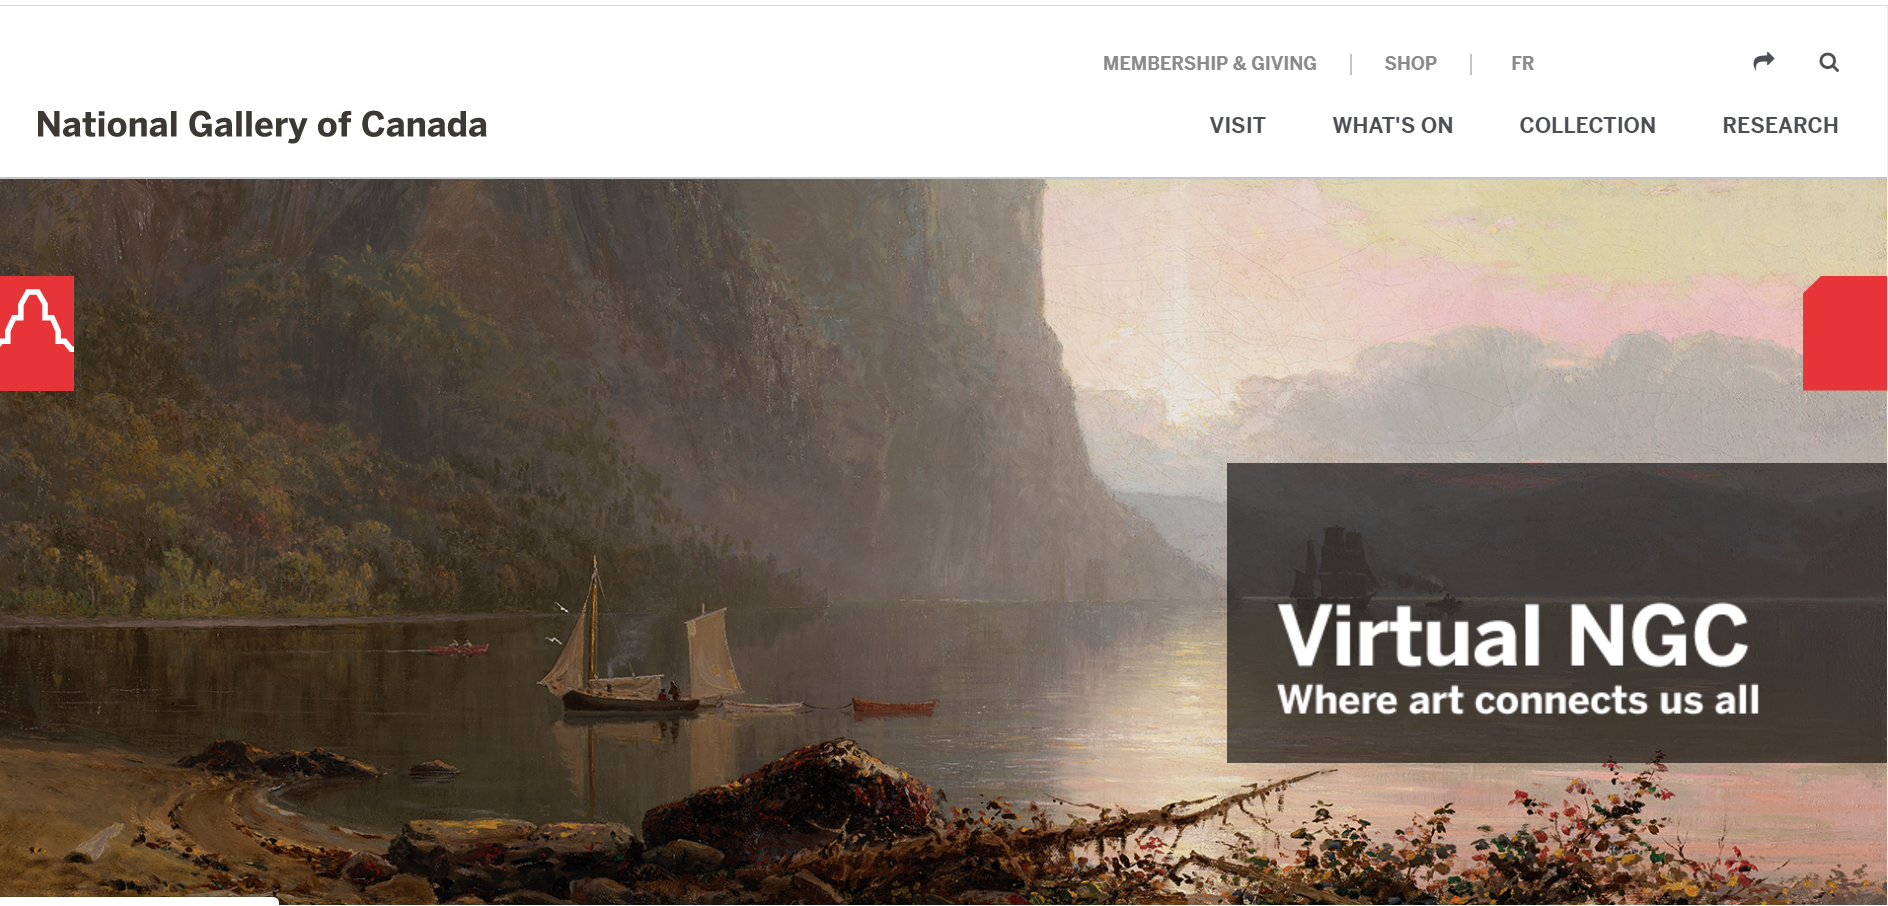 MEMBERSHIP & GIVING | SHOP | FR
National Gallery of Canada
VISIT WHAT'S ON COLLECTION RESEARCH
Virtual NGC
Where art connects us all